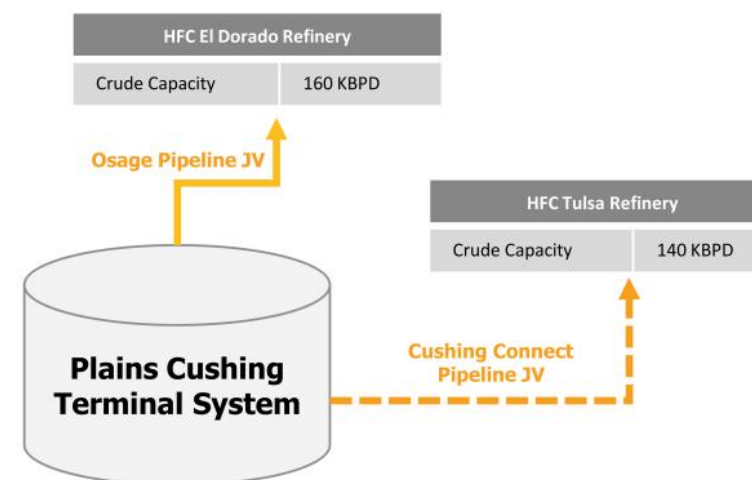 HFC El Dorado Refinery
Crude Capacity 160 KBPD
Osage Pipeline JV
HFC Tulsa Refinery
Crude Capacity 140 KBPD
Cushing Connect
Pipeline JV
Plains Cushing
Terminal System